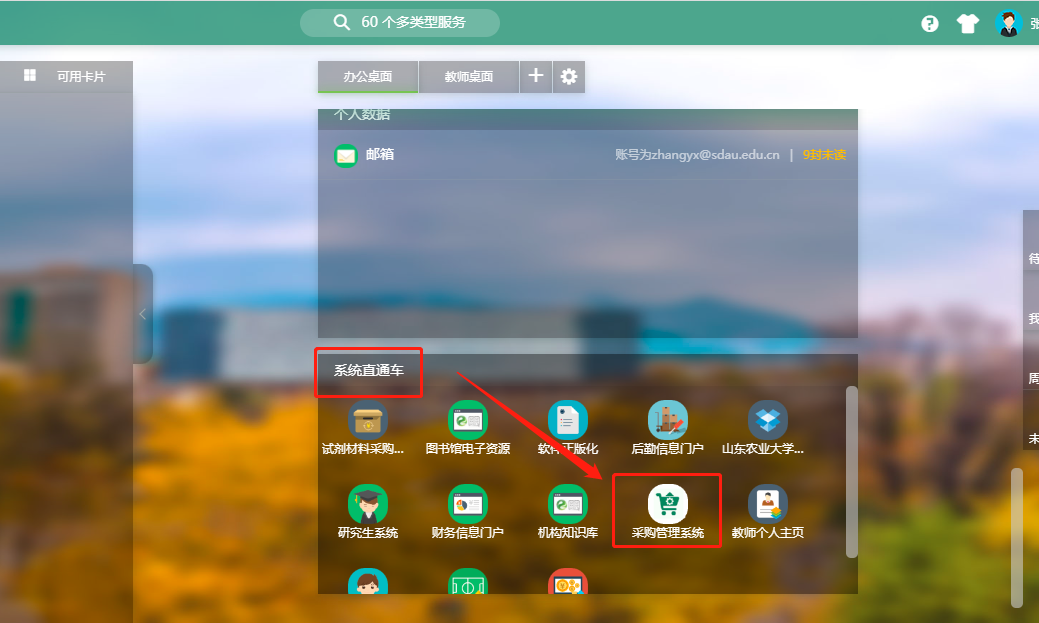 60 个多类型服务
张
可用卡片
办公桌面
教师桌面
个人数据
邮箱
账号为zhangyx@sdau.edu.cn | 9封未读
待
我
周
未
系统直通车
试剂材料采购...
图书馆电子资源
软件正版化
后勤信息门户
山东农业大学...
研究生系统
财务信息门户
机构知识库
采购管理系统
教师个人主页